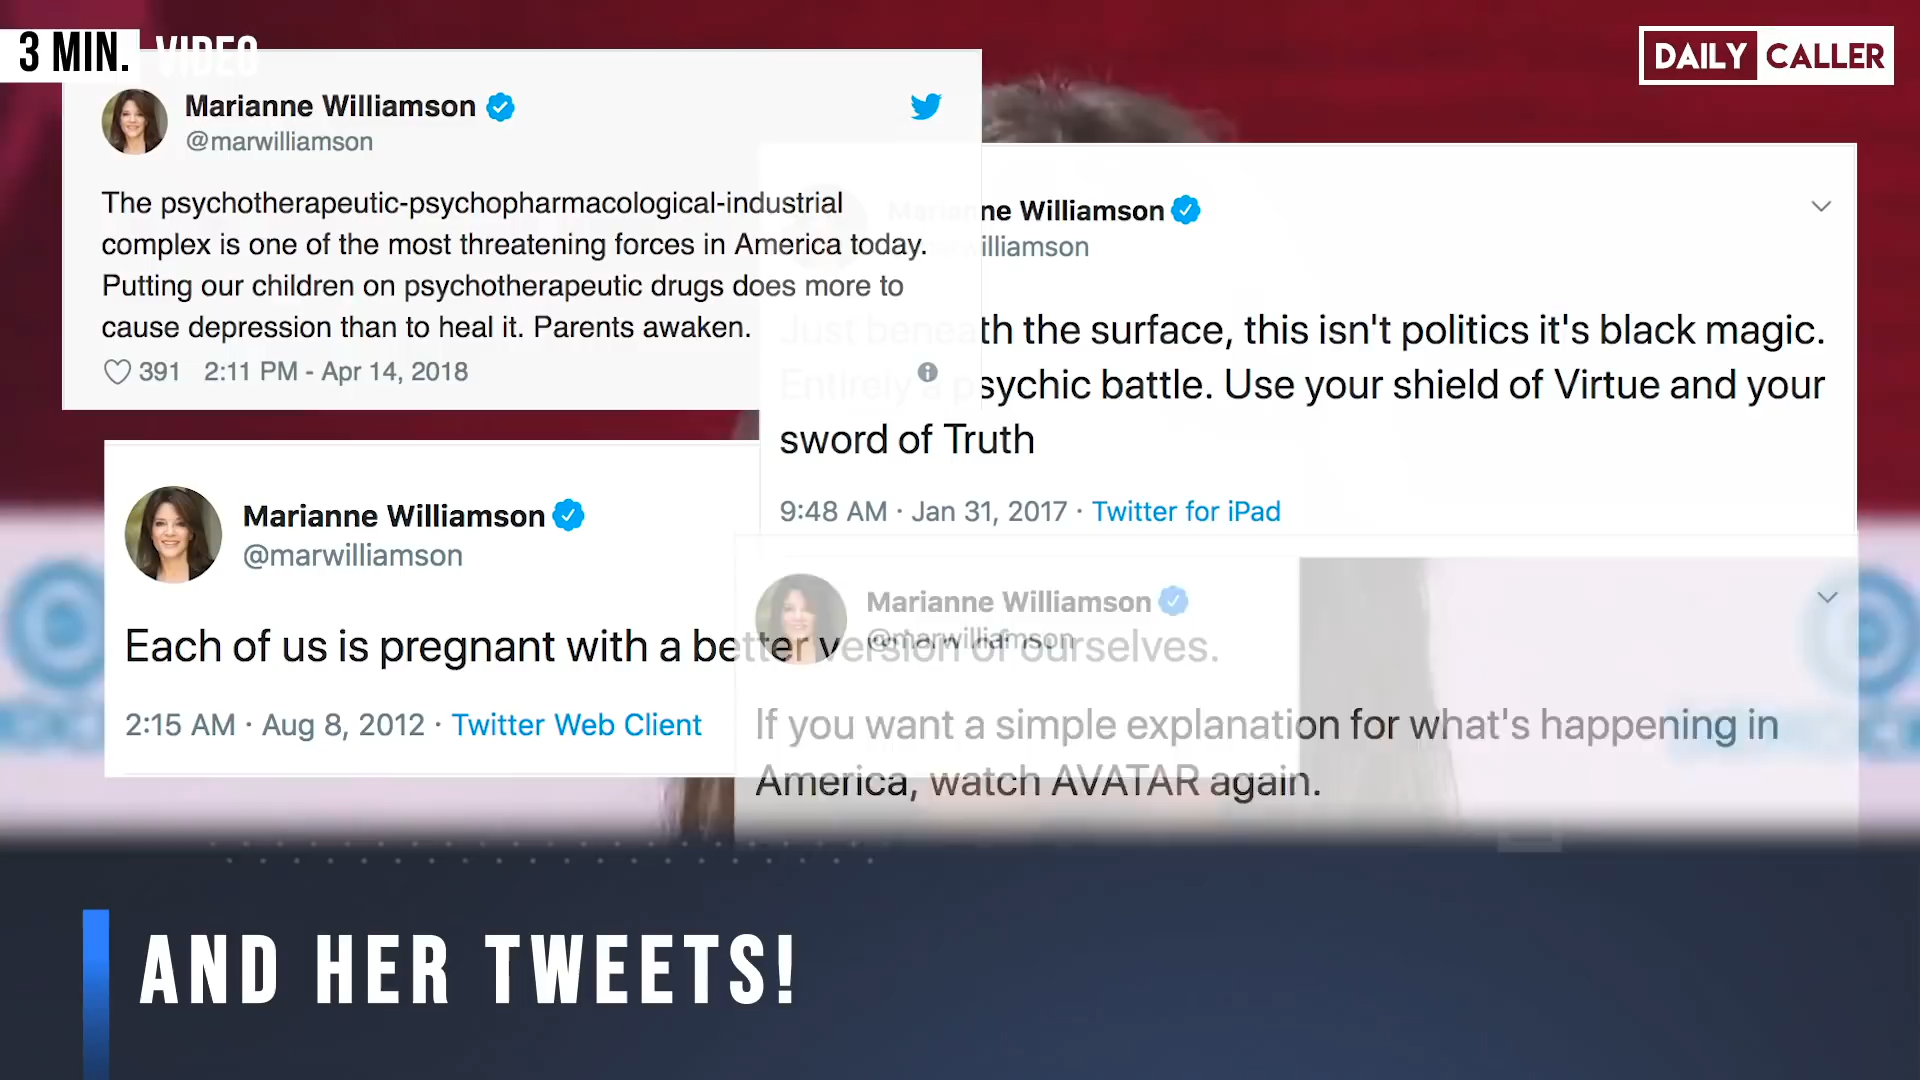 3 MIN.
VIDEO
DAILY CALLER
Marianne Williamson
@marwilliamson
The psychotherapeutic-psychopharmacological-industrial
complex is one of the most threatening forces in America today.
Putting our children on psychotherapeutic drugs does more to
cause depression than to heal it. Parents awaken.
391 2:11 PM - Apr 14, 2018
Marianne Williamson
@marwilliamson
Just beneath the surface, this isn't politics it's black magic.
Entirely a psychic battle. Use your shield of Virtue and your
sword of Truth
9:48 AM · Jan 31, 2017 · Twitter for iPad
Marianne Williamson
@marwilliamson
Each of us is pregnant with a better version of ourselves.
2:15 AM · Aug 8, 2012 · Twitter Web Client
Marianne Williamson
@marwilliamson
If you want a simple explanation for what's happening in
America, watch AVATAR again.
AND HER TWEETS!